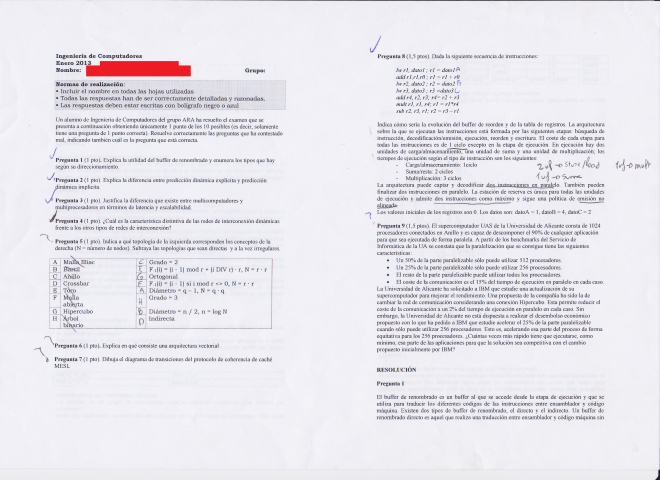 Ingeniería de Computadores
Enero 2013
Nombre: Grupo:
Normas de realización:
• Incluir el nombre en todas las hojas utilizadas
• Todas las respuestas han de ser correctamente detalladas y razonadas.
• Las respuestas deben estar escritas con bolígrafo negro o azul
Un alumno de Ingeniería de Computadores del grupo ARA ha resuelto el examen que se
presenta a continuación obteniendo únicamente 1 punto de los 10 posibles (es decir, solamente
tiene una pregunta de 1 punto correcta). Resuelve correctamente las preguntas que ha contestado
mal, indicando también cuál es la pregunta que está correcta.
Pregunta 1 (1 pto). Explica la utilidad del buffer de renombrado y enumera los tipos que hay
según su direccionamiento.
Pregunta 2 (1 pto). Explica la diferencia entre predicción dinámica explícita y predicción
dinámica implícita.
Pregunta 3 (1 pto). Justifica la diferencia que existe entre multicomputadores y
multiprocesadores en términos de latencia y escalabilidad.
Pregunta 4 (1 pto). ¿Cuál es la característica distintiva de las redes de interconexión dinámicas
frente a los otros tipos de redes de interconexión?
Pregunta 5 (1 pto). Indica a qué topología de la izquierda corresponden los conceptos de la
derecha (N = número de nodos). Subraya las topologías que sean directas y a la vez irregulares.
A Malla Illiac C Grado = 2
B Banyan
C Anillo G Ortogonal
D Crossbar
E Toro A Diámetro = q - 1, N = q · q
F Malla abierta H Grado = 3
G Hipercubo Diámetro = n / 2, n = log N
H Árbol binario D Indirecta
Pregunta 6 (1 pto). Explica en qué consiste una arquitectura vectorial
Pregunta 7 (1 pto). Dibuja el diagrama de transiciones del protocolo de coherencia de caché
MESI.
Pregunta 8 (1,5 ptos). Dada la siguiente secuencia de instrucciones:
lw r1, dato1 ; r1 = dato1 A
add r1,r1,r0 ; r1 = r1 + r0
lw r2, dato2 ; r2 = dato2 B
lw r3, dato3 ; r3 =dato3 C
add r4, r2, r3; r4= r2 + r3
mult r1, r1, r4; r1 = r1*r4
sub r2, r3, r1; r2 = r3 - r1
Indica cómo sería la evolución del buffer de reorden y de la tabla de registros. La arquitectura
sobre la que se ejecutan las instrucciones está formada por las siguientes etapas: búsqueda de
instrucción, decodificación/emisión, ejecución, reorden y escritura. El coste de cada etapa para
todas las instrucciones es de 1 ciclo excepto en la etapa de ejecución. En ejecución hay dos
unidades de carga/almacenamiento, una unidad de suma y una unidad de multiplicación; los
tiempos de ejecución según el tipo de instrucción son los siguientes:
- Carga/almacenamiento: 1ciclo
- Suma/resta: 2 ciclos
- Multiplicación: 3 ciclos
2 uf → Store/load 1 uf → mult
1 uf → Suma
La arquitectura puede captar y decodificar dos instrucciones en paralelo. También pueden
finalizar dos instrucciones en paralelo. La estación de reserva es única para todas las unidades
de ejecución y admite dos instrucciones como máximo y sigue una política de emisión no
alineada.
Los valores iniciales de los registros son 0. Los datos son: datoA = 1, datoB = 4, datoC = 2
Pregunta 9 (1,5 ptos). El supercomputador UAS de la Universidad de Alicante consta de 1024
procesadores conectados en Anillo y es capaz de descomponer el 90% de cualquier aplicación
para que sea ejecutada de forma paralela. A partir de los benchmarks del Servicio de
Informática de la UA se constata que la paralelización que se consigue tiene las siguientes
características:
• Un 50% de la parte paralelizable sólo puede utilizar 512 procesadores.
• Un 25% de la parte paralelizable sólo puede utilizar 256 procesadores.
• El resto de la parte paralelizable puede utilizar todos los procesadores.
• El coste de la comunicación es el 15% del tiempo de ejecución en paralelo en cada caso.
La Universidad de Alicante ha solicitado a IBM que estudie una actualización de su
supercomputador para mejorar el rendimiento. Una propuesta de la compañía ha sido la de
cambiar la red de comunicación considerando una conexión Hipercubo. Esta permite reducir el
coste de la comunicación a un 2% del tiempo de ejecución en paralelo en cada caso. Sin
embargo, la Universidad de Alicante no está dispuesta a realizar el desembolso económico
propuesto con lo que ha pedido a IBM que estudie acelerar el 25% de la parte paralelizable
cuando sólo puede utilizar 256 procesadores. Esto es, acelerando esa parte del proceso de forma
equitativa para los 256 procesadores. ¿Cuántas veces más rápido tiene que ejecutarse, como
mínimo, esa parte de las aplicaciones para que la solución sea competitiva con el cambio
propuesto inicialmente por IBM?
RESOLUCIÓN
Pregunta 1
El buffer de renombrado es un buffer al que se accede desde la etapa de ejecución y que se
utiliza para traducir los diferentes códigos de las instrucciones entre ensamblador y código
máquina. Existen dos tipos de buffer de renombrado, el directo y el indirecto. Un buffer de
renombrado directo es aquel que realiza una traducción entre ensamblador y código máquina sin